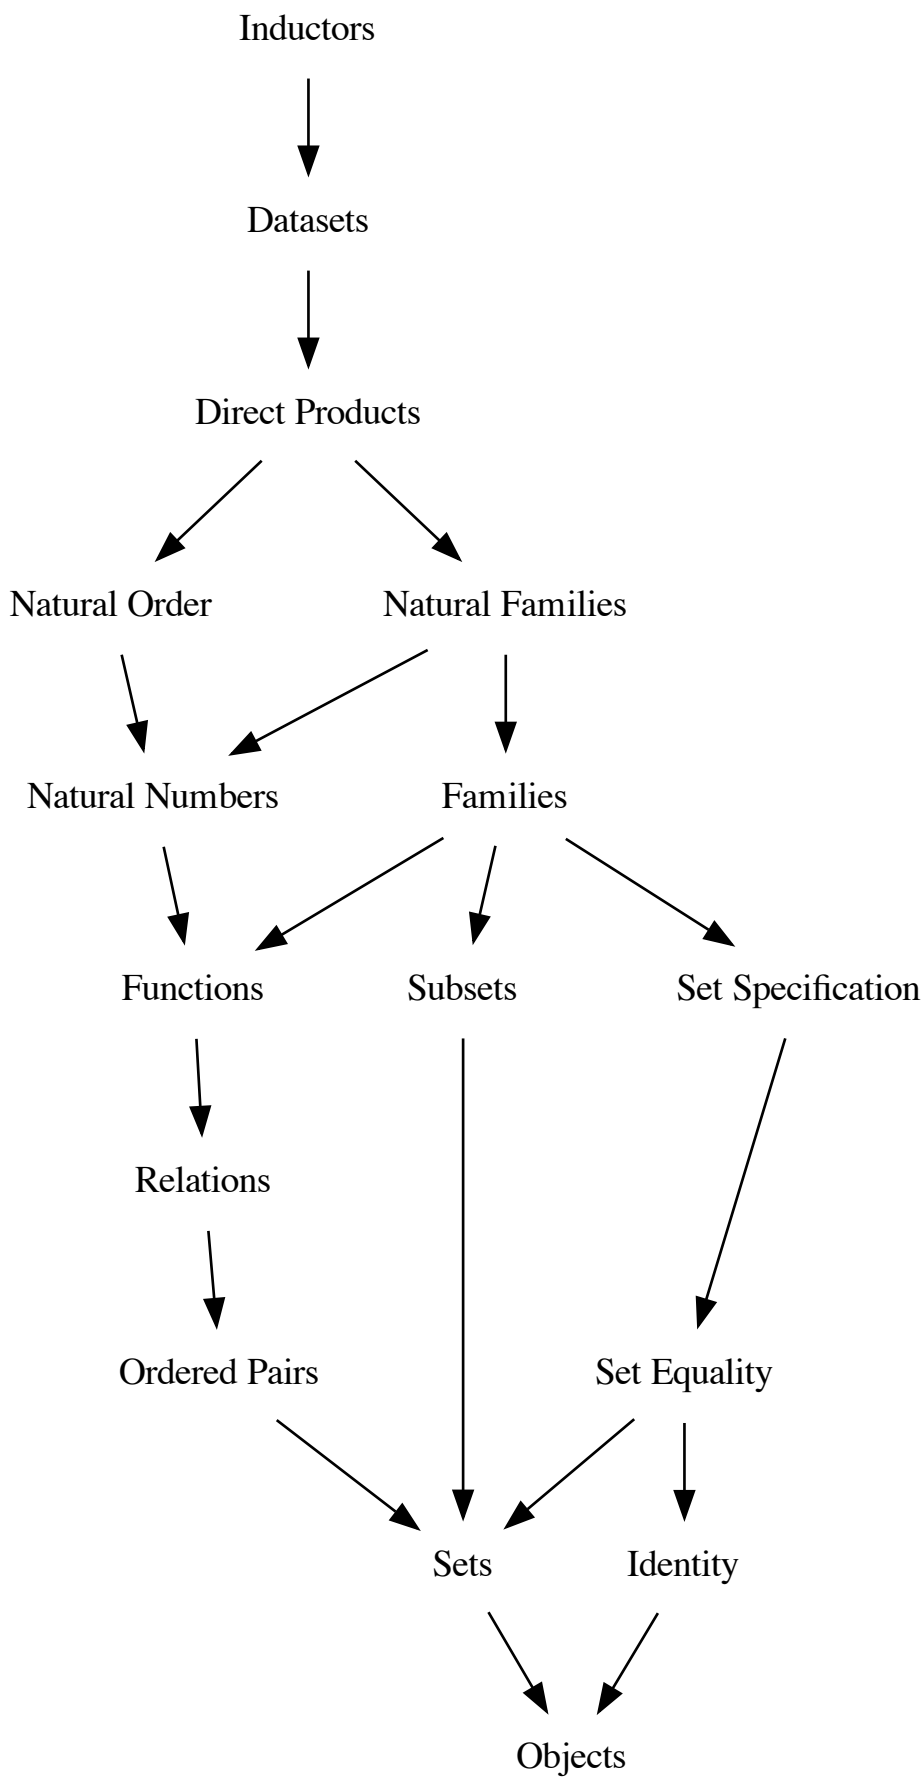 Inductors
Datasets
Direct Products
Natural Order
Natural Families
Natural Numbers
Families
Functions
Subsets
Set Specification
Relations
Ordered Pairs
Set Equality
Sets
Identity
Objects